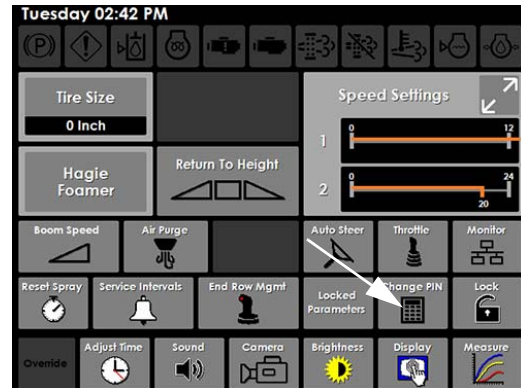 Tuesday 02:42 PM
Tire Size
0 Inch
Speed Settings
1
0
12
2
0
24
20
Hagie
Foamer
Return To Height
Boom Speed
Air Purge
Auto Steer
Throttle
Monitor
Reset Spray
Service Intervals
End Row Mgmt
Locked
Parameters
Change PIN
Lock
Override
Adjust Time
Sound
Camera
Brightness
Display
Measure